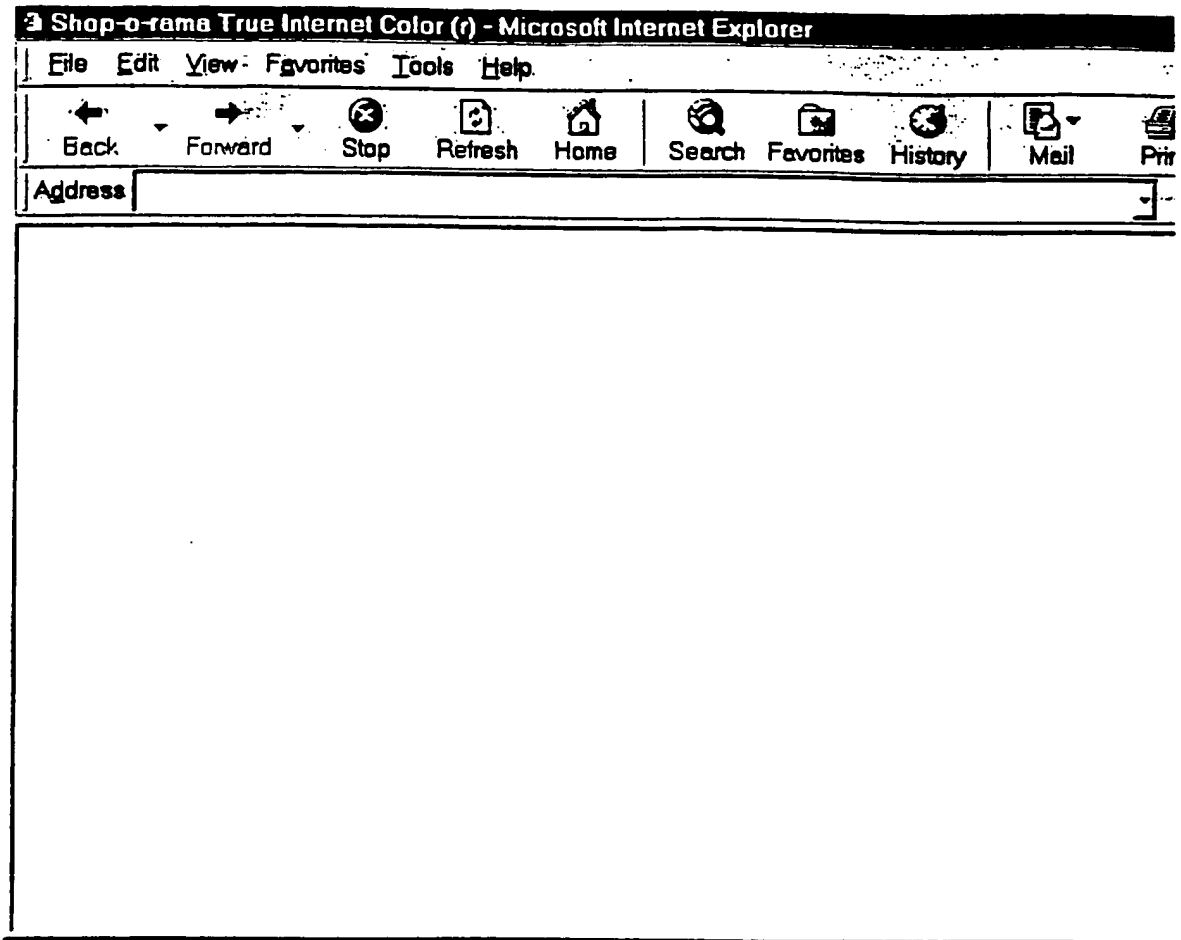 Shop-o-rama True Internet Color (r) - Microsoft Internet Explorer
File Edit View Favorites Tools Help
Back Forward Stop Refresh Home Search Favorites History Mail Prin
Address